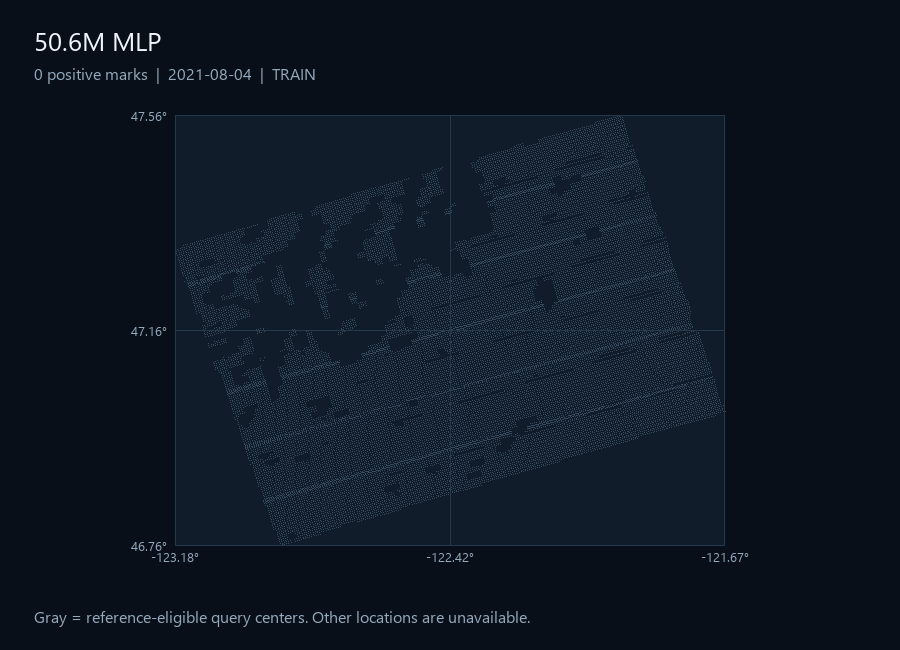 50.6M MLP
0 positive marks | 2021-08-04 | TRAIN
47.56°
47.16°
46.76°
-123.18°
-122.42°
-121.67°
Gray = reference-eligible query centers. Other locations are unavailable.